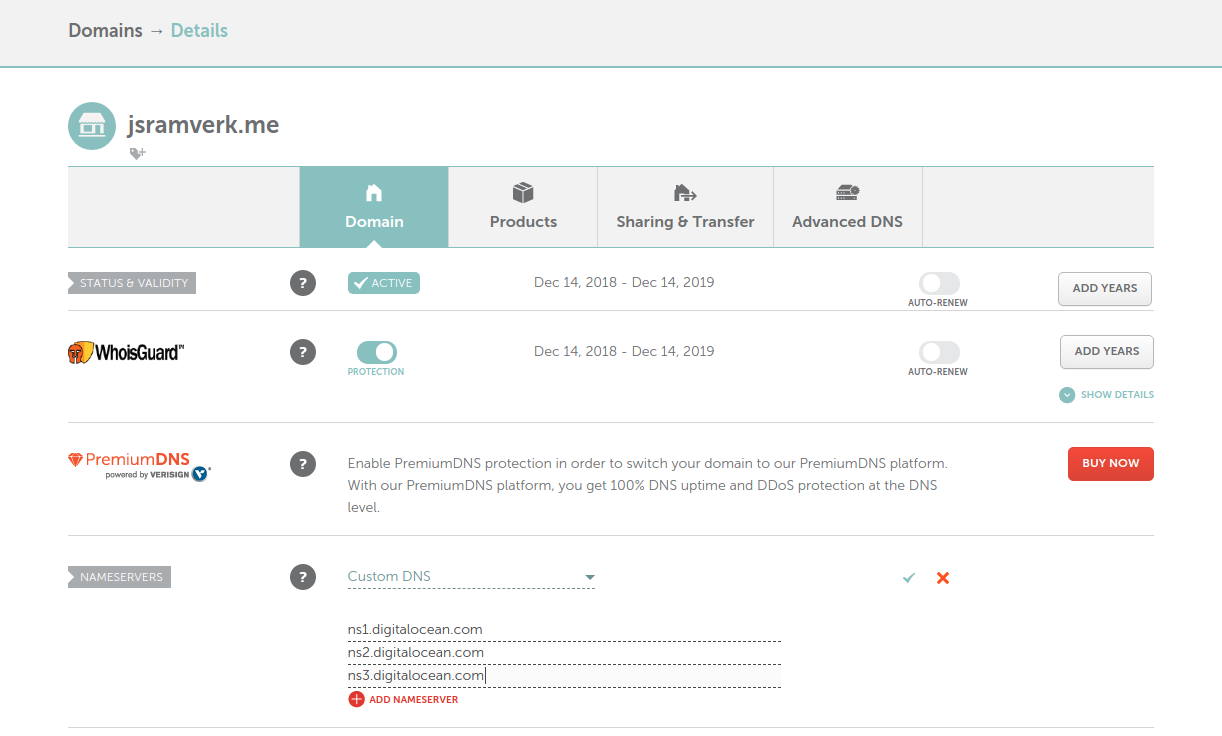 Domains → Details
jsramverk.me
Domain
Products
Sharing & Transfer
Advanced DNS
STATUS & VALIDITY
?
ACTIVE
Dec 14, 2018 - Dec 14, 2019
AUTO-RENEW
ADD YEARS
WhoisGuard™
?
PROTECTION
Dec 14, 2018 - Dec 14, 2019
AUTO-RENEW
ADD YEARS
SHOW DETAILS
PremiumDNS
powered by VERISIGN
?
Enable PremiumDNS protection in order to switch your domain to our PremiumDNS platform.
With our PremiumDNS platform, you get 100% DNS uptime and DDoS protection at the DNS
level.
BUY NOW
NAMESERVERS
?
Custom DNS
ns1.digitalocean.com
ns2.digitalocean.com
ns3.digitalocean.com
ADD NAMESERVER